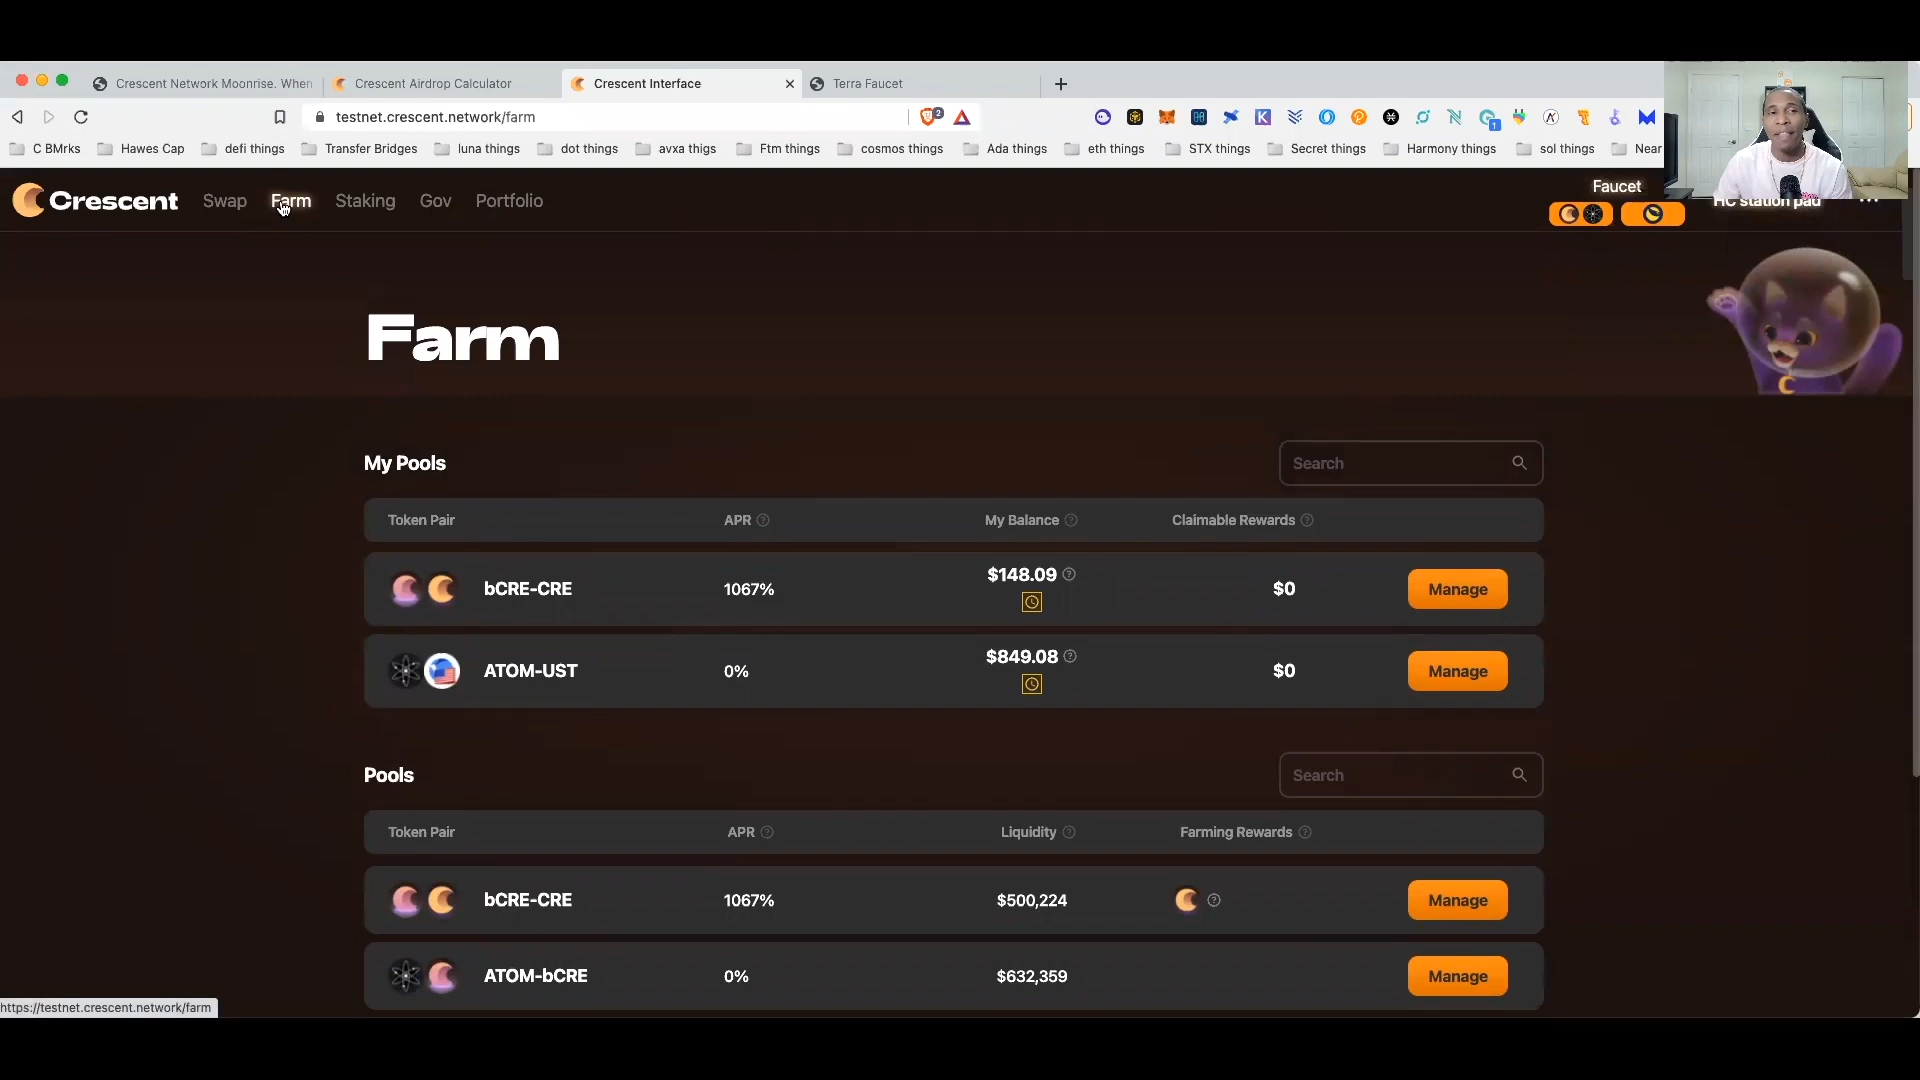 Crescent Network Moonrise. When
Crescent Airdrop Calculator
Crescent Interface
Terra Faucet
testnet.crescent.network/farm
2
1
C BMrks
Hawes Cap
defi things
Transfer Bridges
luna things
dot things
avxa thigs
Ftm things
cosmos things
Ada things
eth things
STX things
Secret things
Harmony things
sol things
Near
Crescent
Swap
Farm
Staking
Gov
Portfolio
Faucet
HC station pad
Farm
My Pools
Search
Token Pair
APR
My Balance
Claimable Rewards
bCRE-CRE
1067%
$148.09
$0
Manage
ATOM-UST
0%
$849.08
$0
Manage
Pools
Search
Token Pair
APR
Liquidity
Farming Rewards
bCRE-CRE
1067%
$500,224
Manage
ATOM-bCRE
0%
$632,359
Manage
https://testnet.crescent.network/farm